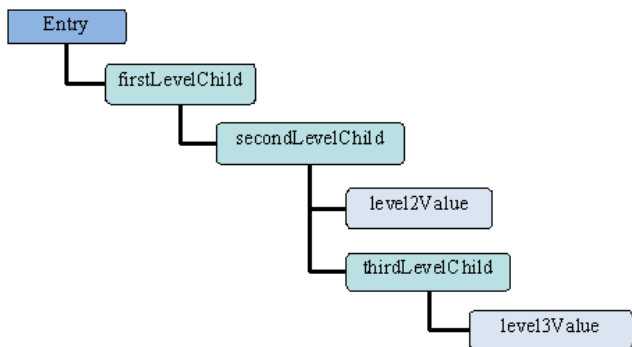 Entry
firstLevelChild
secondLevelChild
level2Value
thirdLevelChild
level3Value